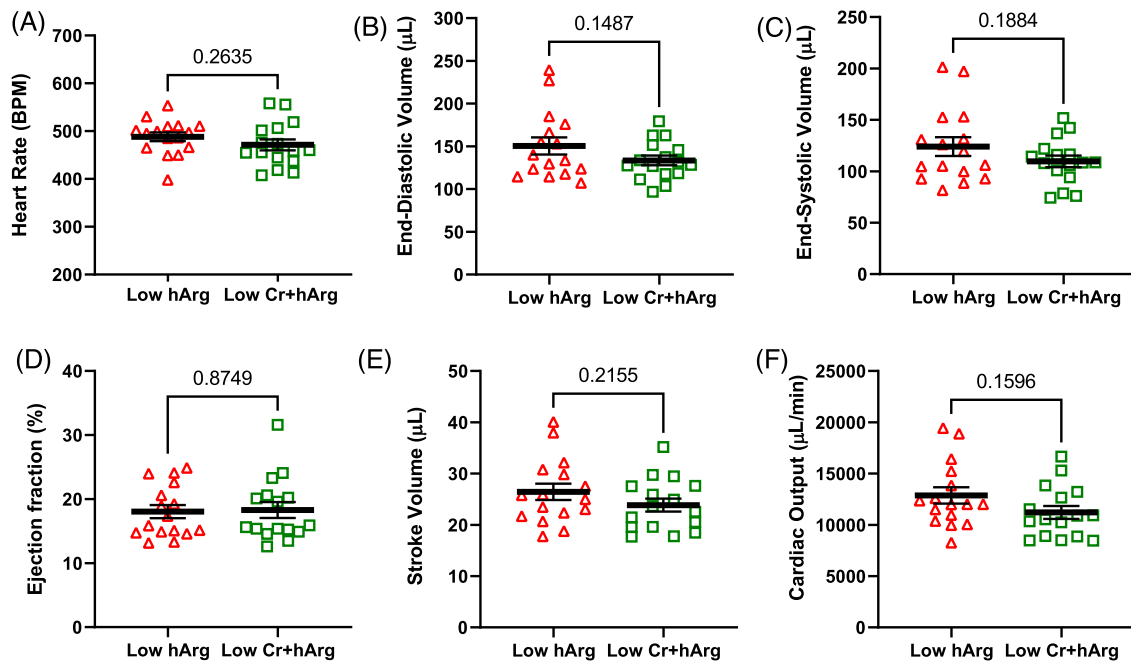 (A)
Heart Rate (BPM)
700
600
500
400
300
200
0.2635
Low hArg
Low Cr+hArg
(B)
End-Diastolic Volume (μL)
300
250
200
150
100
50
0
0.1487
Low hArg
Low Cr+hArg
(C)
End-Systolic Volume (μL)
250
200
150
100
50
0
0.1884
Low hArg
Low Cr+hArg
(D)
Ejection fraction (%)
40
30
20
10
0
0.8749
Low hArg
Low Cr+hArg
(E)
Stroke Volume (μL)
50
40
30
20
10
0
0.2155
Low hArg
Low Cr+hArg
(F)
Cardiac Output (μL/min)
25000
20000
15000
10000
5000
0
0.1596
Low hArg
Low Cr+hArg